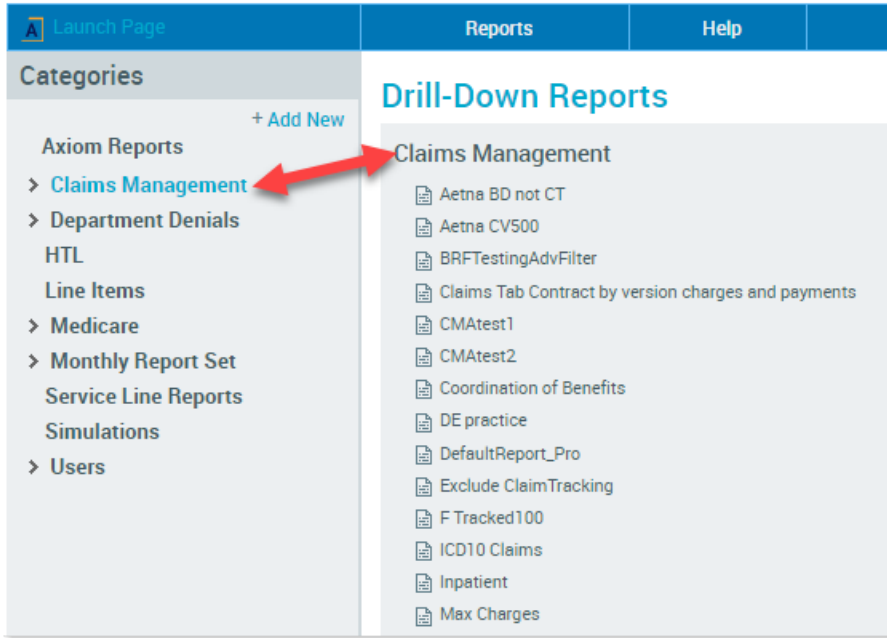 A Launch Page
Reports
Help
Categories
+ Add New
Axiom Reports
> Claims Management
> Department Denials
HTL
Line Items
> Medicare
> Monthly Report Set
Service Line Reports
Simulations
> Users
Drill-Down Reports
Claims Management
Aetna BD not CT
Aetna CV500
BRFTestingAdvFilter
Claims Tab Contract by version charges and payments
CMAtest1
CMAtest2
Coordination of Benefits
DE practice
DefaultReport_Pro
Exclude ClaimTracking
F Tracked100
ICD10 Claims
Inpatient
Max Charges